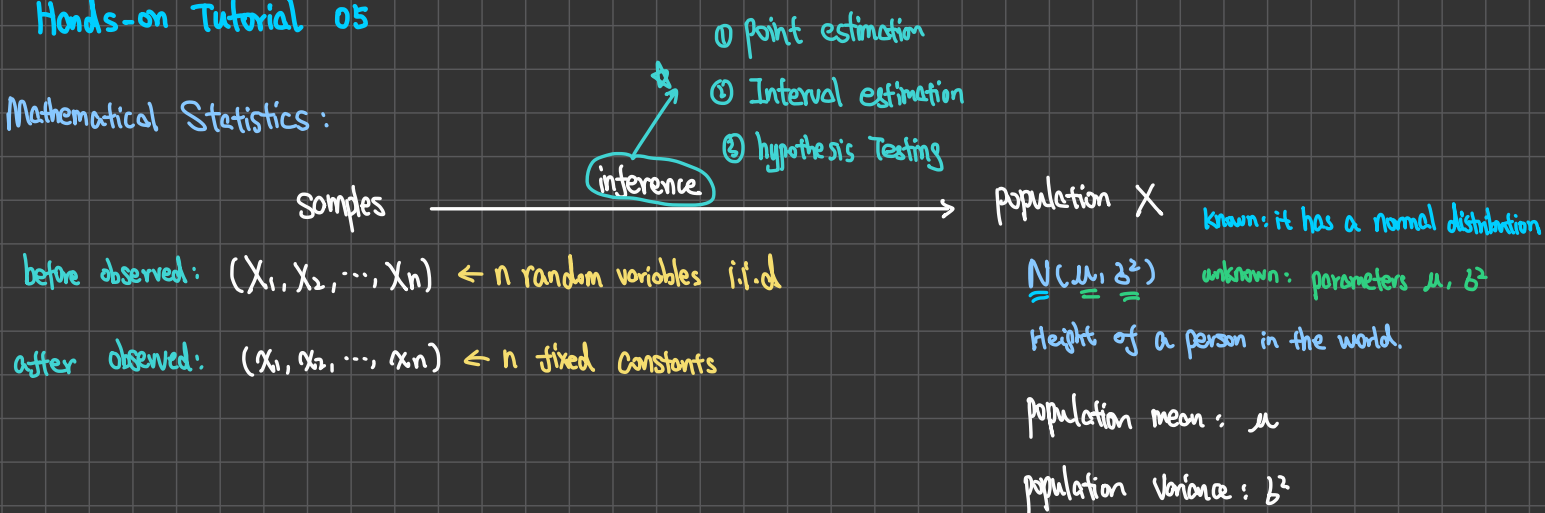 Hands-on Tutorial 05
① Point estimation
② Interval estimation
③ hypothesis Testing
Mathematical Statistics:
samples
inference
population X
known: it has a normal distribution
before observed: (X₁, X₂, ..., Xn) ← n random variables i.i.d
N(μ, σ²)
unknown: parameters μ, σ²
Height of a person in the world.
after observed: (x₁, x₂, ..., xn) ← n fixed constants
population mean: μ
population variance: σ²